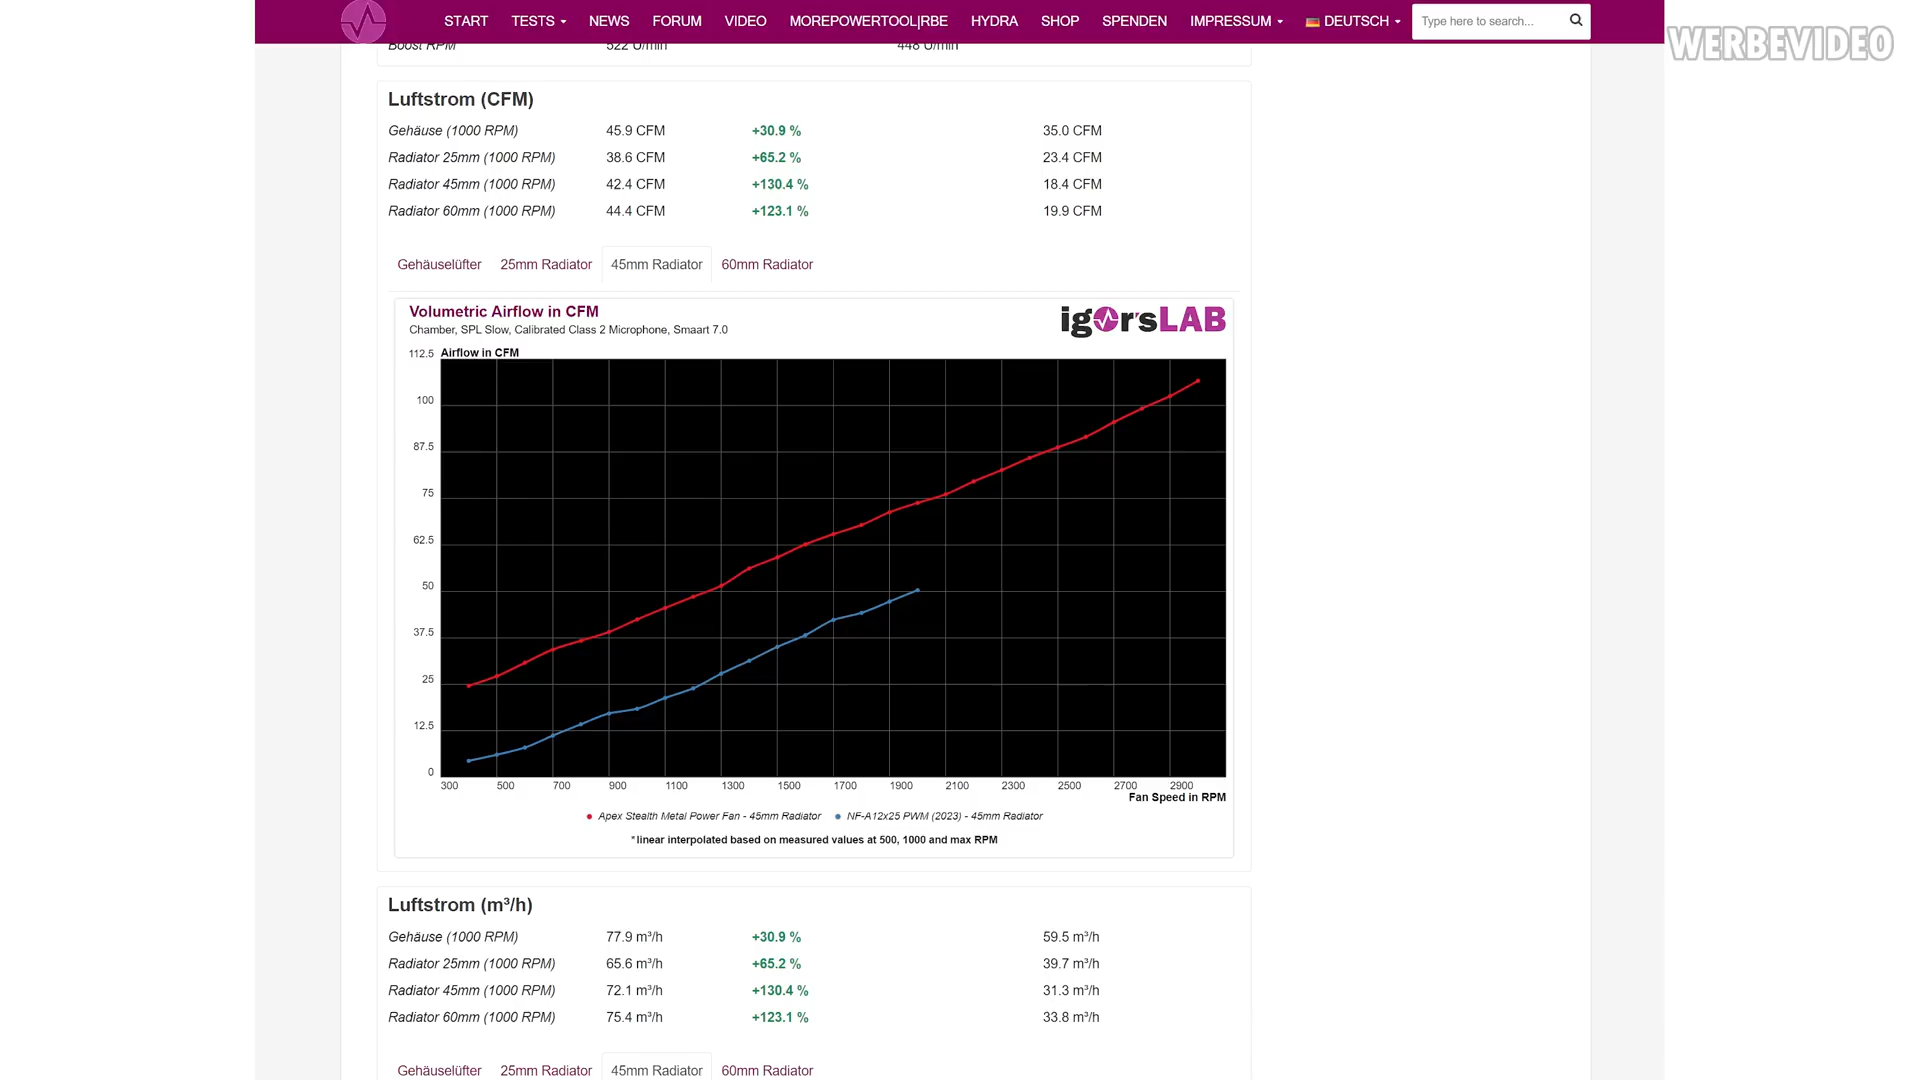 START TESTS NEWS FORUM VIDEO MOREPOWERTOOL|RBE HYDRA SHOP SPENDEN IMPRESSUM DEUTSCH Type here to search...
WERBEVIDEO
Boost RPM 522 U/min 448 U/min
Luftstrom (CFM)
Gehäuse (1000 RPM) 45.9 CFM +30.9 % 35.0 CFM
Radiator 25mm (1000 RPM) 38.6 CFM +65.2 % 23.4 CFM
Radiator 45mm (1000 RPM) 42.4 CFM +130.4 % 18.4 CFM
Radiator 60mm (1000 RPM) 44.4 CFM +123.1 % 19.9 CFM
Gehäuselüfter 25mm Radiator 45mm Radiator 60mm Radiator
Volumetric Airflow in CFM
igorsLAB
Chamber, SPL Slow, Calibrated Class 2 Microphone, Smaart 7.0
112.5 Airflow in CFM
100
87.5
75
62.5
50
37.5
25
12.5
0
300 500 700 900 1100 1300 1500 1700 1900 2100 2300 2500 2700 2900
Fan Speed in RPM
Apex Stealth Metal Power Fan - 45mm Radiator NF-A12x25 PWM (2023) - 45mm Radiator
*linear interpolated based on measured values at 500, 1000 and max RPM
Luftstrom (m³/h)
Gehäuse (1000 RPM) 77.9 m³/h +30.9 % 59.5 m³/h
Radiator 25mm (1000 RPM) 65.6 m³/h +65.2 % 39.7 m³/h
Radiator 45mm (1000 RPM) 72.1 m³/h +130.4 % 31.3 m³/h
Radiator 60mm (1000 RPM) 75.4 m³/h +123.1 % 33.8 m³/h
Gehäuselüfter 25mm Radiator 45mm Radiator 60mm Radiator